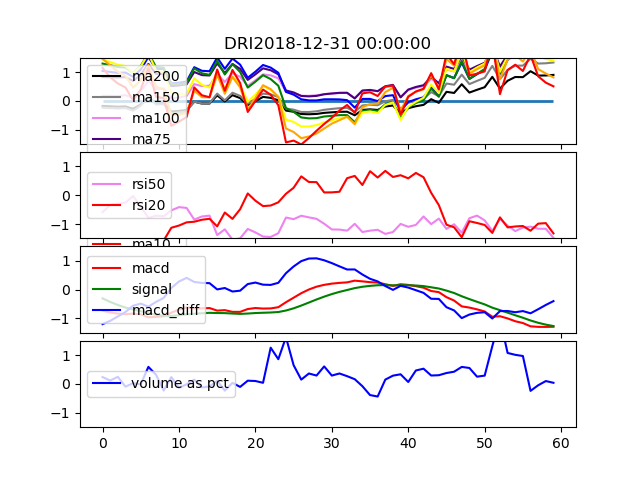 DRI2018-12-31 00:00:00
1
0
−1
ma200
ma150
ma100
ma75
1
0
−1
rsi50
rsi20
ma10
1
0
−1
macd
signal
macd_diff
1
0
−1
volume as pct
0 10 20 30 40 50 60